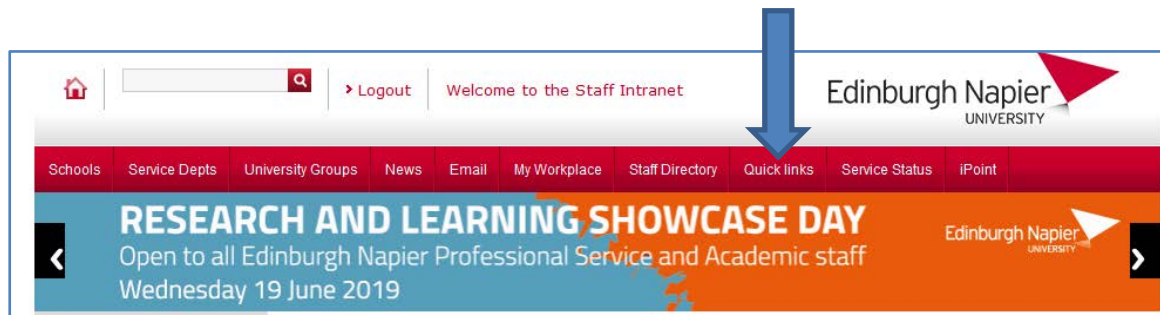 > Logout
Welcome to the Staff Intranet
Edinburgh Napier
UNIVERSITY
Schools Service Depts University Groups News Email My Workplace Staff Directory Quick links Service Status iPoint
RESEARCH AND LEARNING SHOWCASE DAY
Open to all Edinburgh Napier Professional Service and Academic staff
Wednesday 19 June 2019
Edinburgh Napier
UNIVERSITY